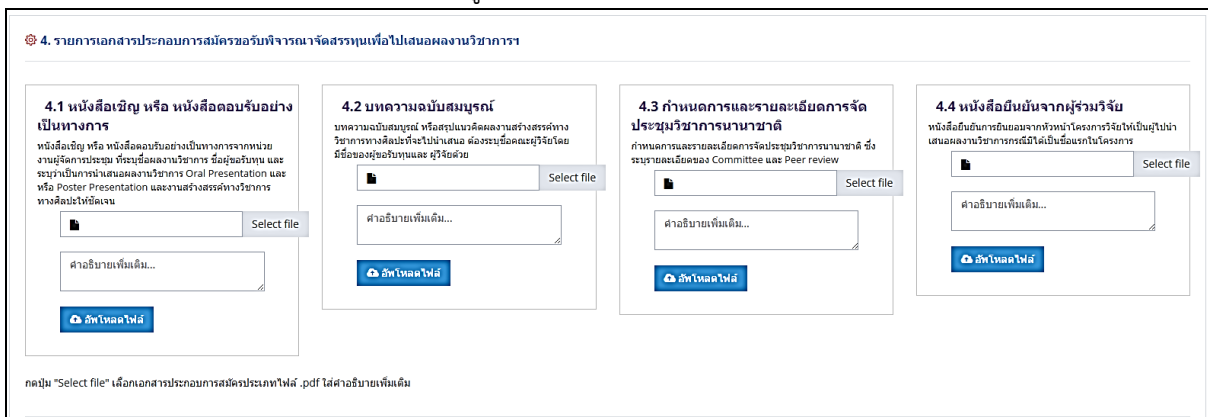 4. รายการเอกสารประกอบการสมัครขอรับพิจารณาจัดสรรทุนเพื่อไปเสนอผลงานวิชาการฯ
4.1 หนังสือเชิญ หรือ หนังสือตอบรับอย่าง
เป็นทางการ
หนังสือเชิญ หรือ หนังสือตอบรับอย่างเป็นทางการจากหน่วย
งานผู้จัดการประชุม ที่ระบุชื่อผลงานวิชาการ ชื่อผู้ขอรับทุน และ
ระบุว่าเป็นการนำเสนอผลงานวิชาการ Oral Presentation และ
หรือ Poster Presentation และงานสร้างสรรค์ทางวิชาการ
ทางศิลปะให้ชัดเจน
Select file
คำอธิบายเพิ่มเติม...
อัพโหลดไฟล์
4.2 บทความฉบับสมบูรณ์
บทความฉบับสมบูรณ์ หรือสรุปแนวคิดผลงานสร้างสรรค์ทาง
วิชาการทางศิลปะที่จะไปนำเสนอ ต้องระบุชื่อคณะผู้วิจัยโดย
มีชื่อของผู้ขอรับทุนและ ผู้วิจัยด้วย
Select file
คำอธิบายเพิ่มเติม...
อัพโหลดไฟล์
4.3 กำหนดการและรายละเอียดการจัด
ประชุมวิชาการนานาชาติ
กำหนดการและรายละเอียดการจัดประชุมวิชาการนานาชาติ ซึ่ง
ระบุรายละเอียดของ Committee และ Peer review
Select file
คำอธิบายเพิ่มเติม...
อัพโหลดไฟล์
4.4 หนังสือยืนยันจากผู้ร่วมวิจัย
หนังสือยืนยันการยินยอมจากหัวหน้าโครงการวิจัยให้เป็นผู้ไปนำ
เสนอผลงานวิชาการกรณีมิได้เป็นชื่อแรกในโครงการ
Select file
คำอธิบายเพิ่มเติม...
อัพโหลดไฟล์
กดปุ่ม "Select file" เลือกเอกสารประกอบการสมัครประเภทไฟล์ .pdf ใส่คำอธิบายเพิ่มเติม